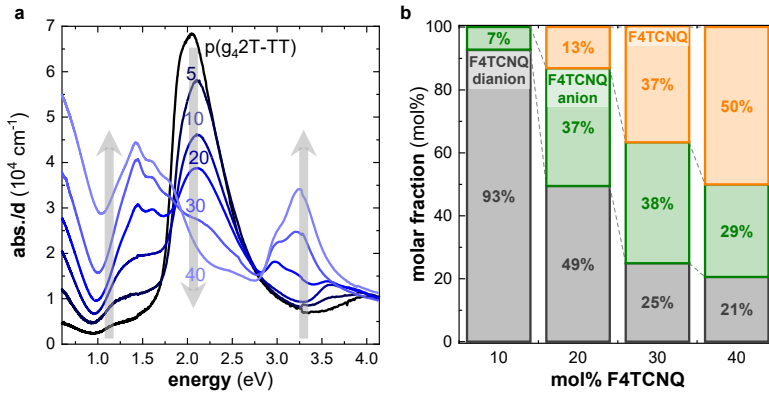 a
p(g₄2T-TT)
5
10
20
30
40
7
6
5
4
3
2
1
0
abs./d (10⁴ cm⁻¹)
1.0 1.5 2.0 2.5 3.0 3.5 4.0
energy (eV)
b
100
80
60
40
20
0
molar fraction (mol%)
7%
F4TCNQ
dianion
93%
13%
F4TCNQ
anion
37%
49%
F4TCNQ
37%
38%
25%
50%
29%
21%
10 20 30 40
mol% F4TCNQ